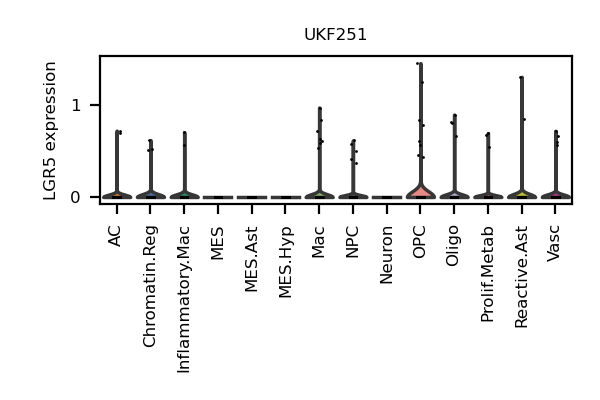 UKF251
LGR5 expression
1
0
AC
Chromatin.Reg
Inflammatory.Mac
MES
MES.Ast
MES.Hyp
Mac
NPC
Neuron
OPC
Oligo
Prolif.Metab
Reactive.Ast
Vasc